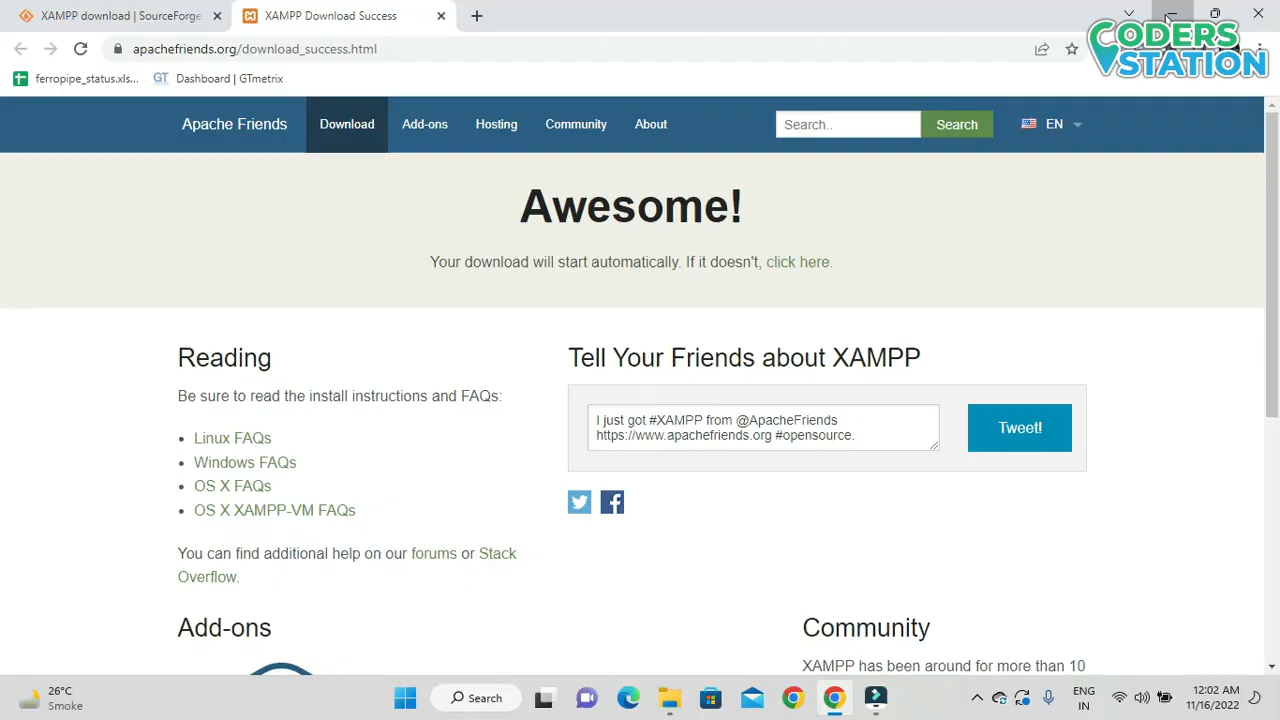 XAMPP download | SourceForge
XAMPP Download Success
CODERS
STATION
apachefriends.org/download_success.html
ferropipe_status.xls...
GT Dashboard | GTmetrix
Apache Friends
Download
Add-ons
Hosting
Community
About
Search..
Search
EN
Awesome!
Your download will start automatically. If it doesn't, click here.
Reading
Be sure to read the install instructions and FAQs:
Linux FAQs
Windows FAQs
OS X FAQs
OS X XAMPP-VM FAQs
You can find additional help on our forums or Stack
Overflow.
Tell Your Friends about XAMPP
I just got #XAMPP from @ApacheFriends
https://www.apachefriends.org #opensource.
Tweet!
Add-ons
Community
XAMPP has been around for more than 10
26°C
Smoke
Search
ENG
IN
12:02 AM
11/16/2022